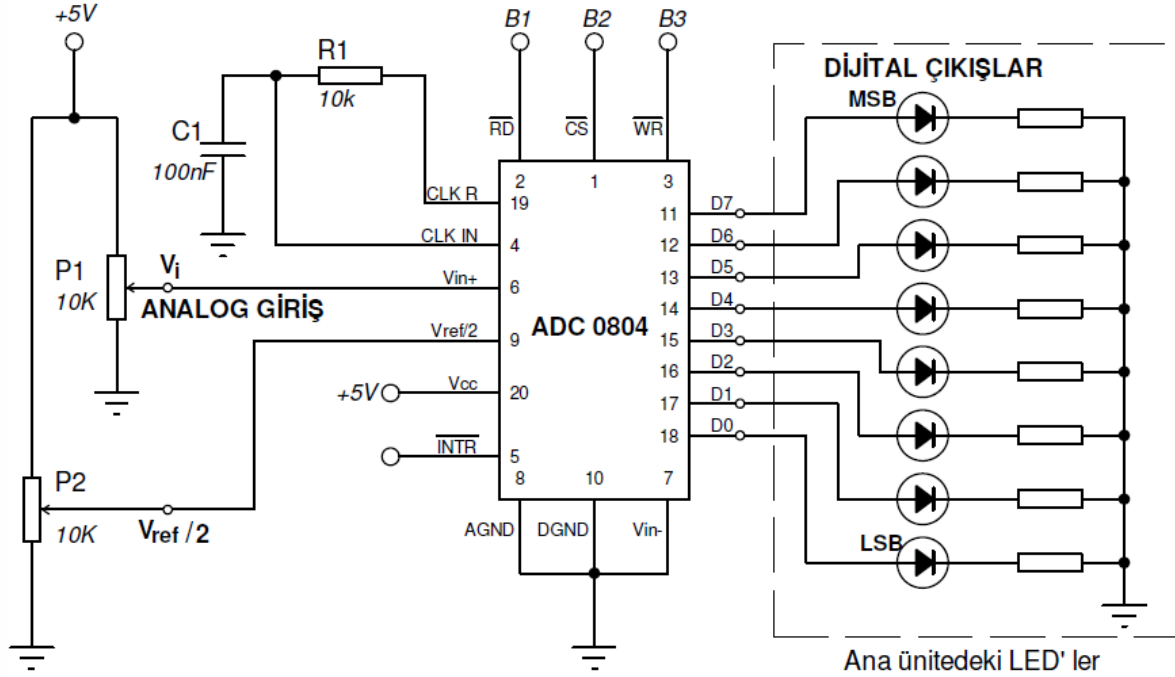 +5V
B1
B2
B3
R1
10k
C1
100nF
RD
CS
WR
2
1
3
CLK R
19
CLK IN
4
P1
10K
Vi
ANALOG GİRİŞ
Vin+
6
Vref/2
9
ADC 0804
+5V
Vcc
20
INTR
5
8
10
7
P2
10K
Vref /2
AGND
DGND
Vin-
11
D7
12
D6
13
D5
14
D4
15
D3
16
D2
17
D1
18
D0
DİJİTAL ÇIKIŞLAR
MSB
LSB
Ana ünitedeki LED' ler